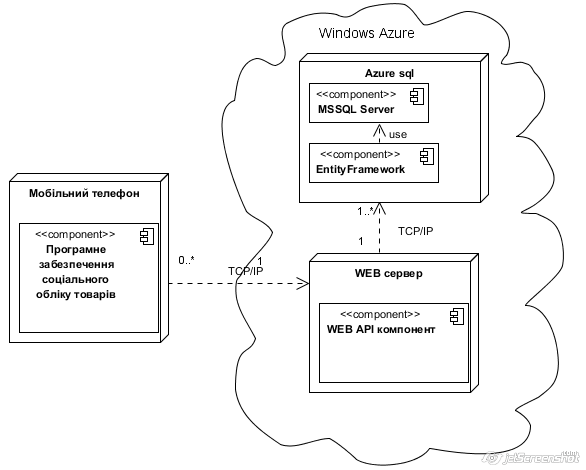 Windows Azure
Azure sql
<<component>>
MSSQL Server
use
<<component>>
EntityFramework
1..*
TCP/IP
1
Мобільний телефон
<<component>>
Програмне
забезпечення
соціального
обліку товарів
0..*
1
TCP/IP
WEB сервер
<<component>>
WEB API компонент
jetScreenshot